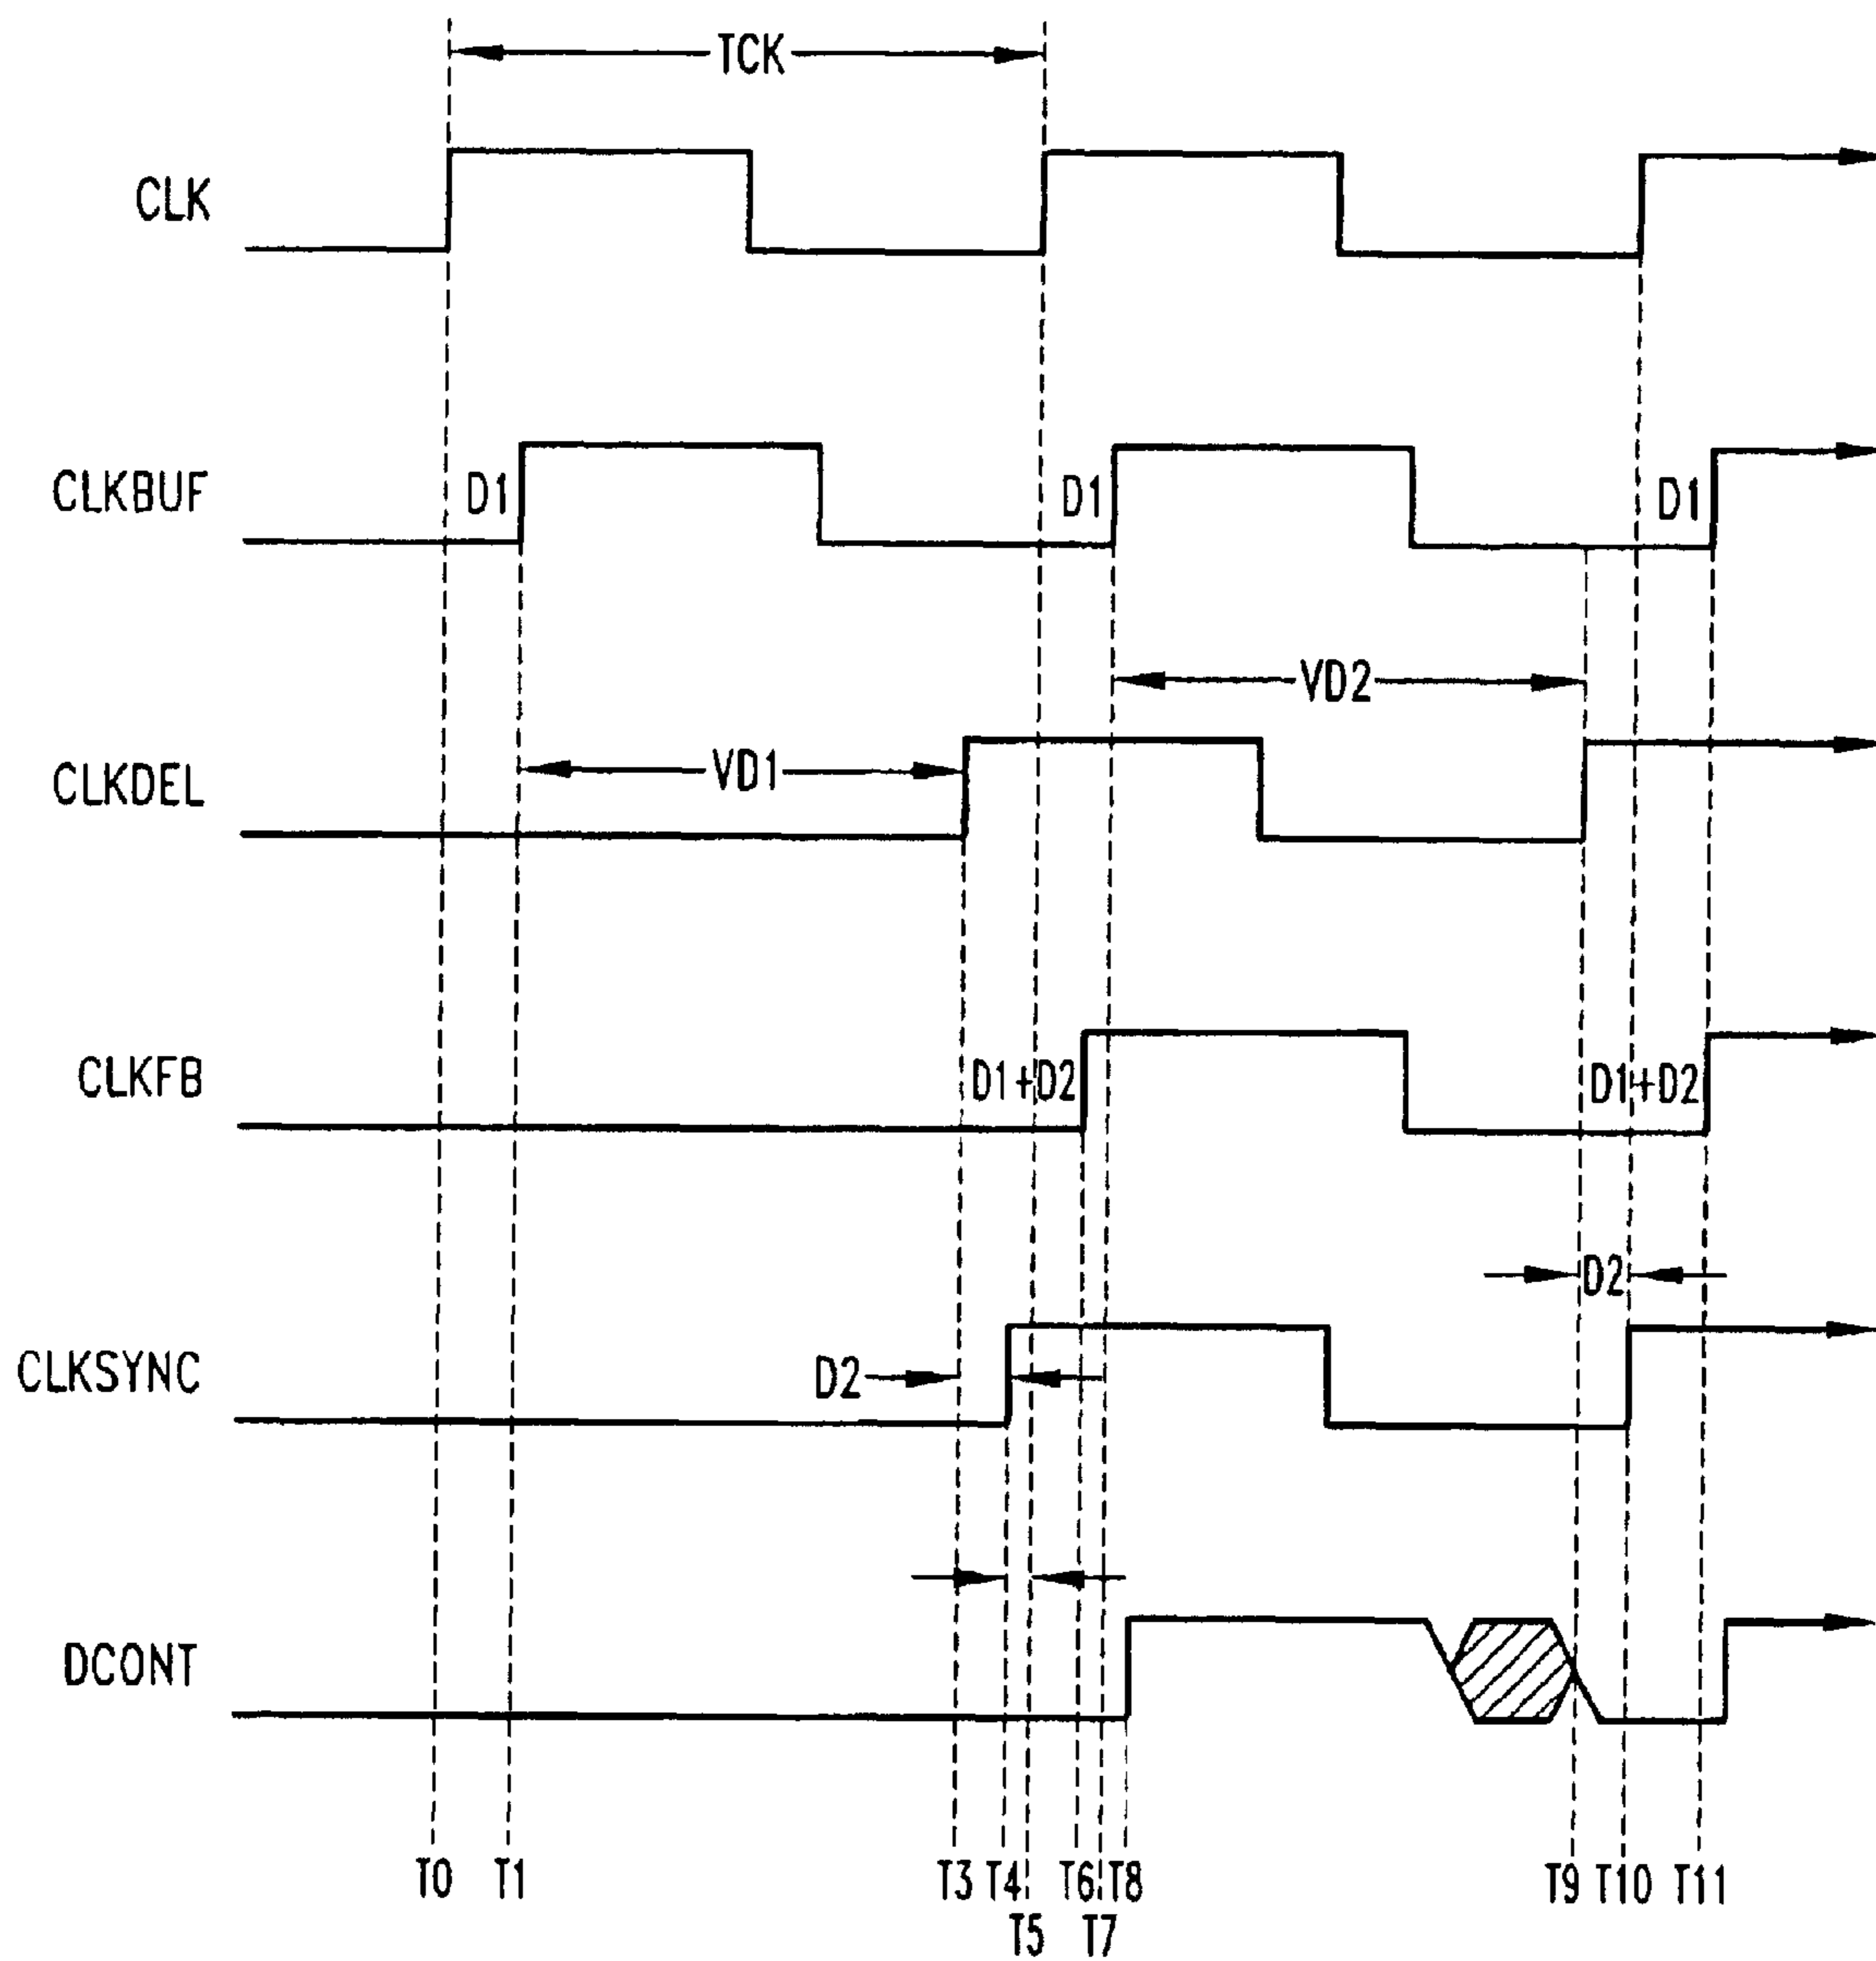 TCK
CLK
CLKBUF D1 D1 D1
VD2
CLKDEL VD1
CLKFB D1+D2 D1+D2
D2
CLKSYNC D2
DCONT
T0 T1 T3 T4 T6 T8 T9 T10 T11
T5 T7